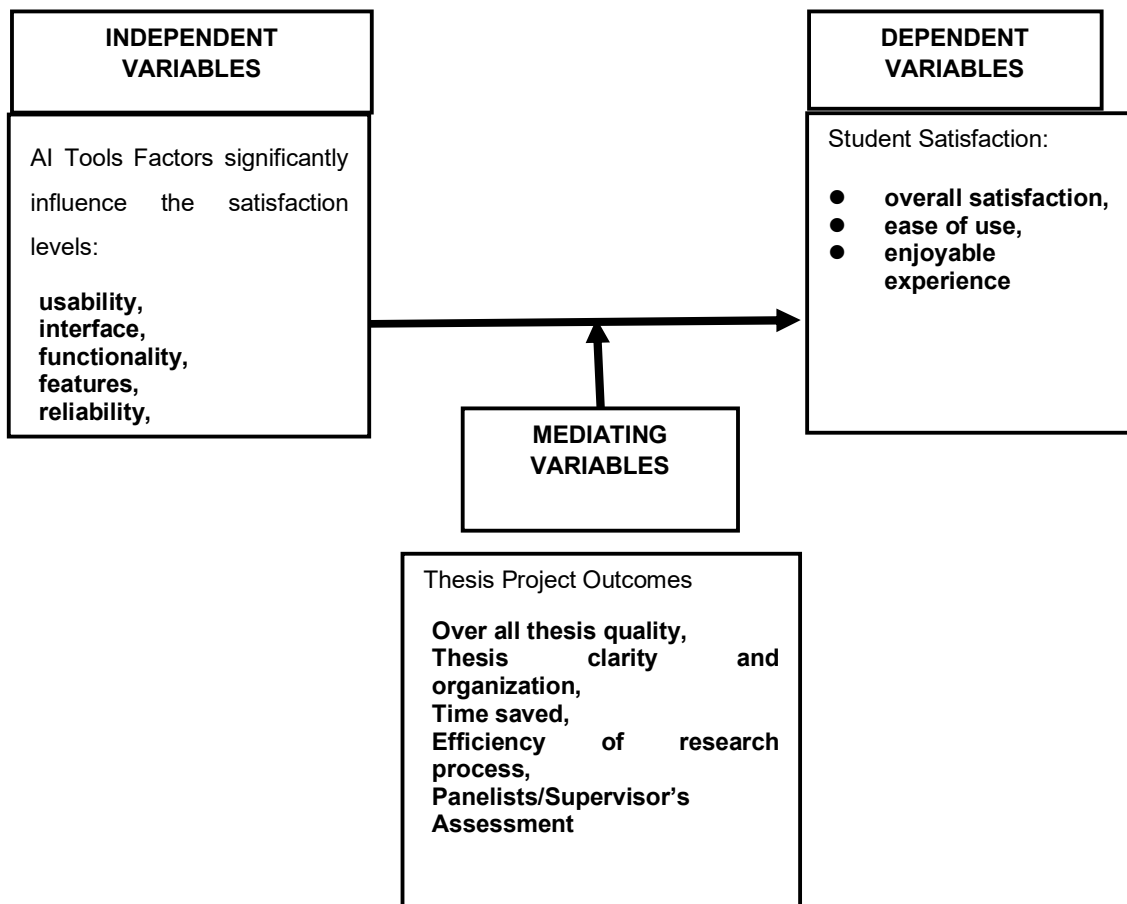 INDEPENDENT
VARIABLES
AI Tools Factors significantly
influence the satisfaction
levels:
usability,
interface,
functionality,
features,
reliability,
DEPENDENT
VARIABLES
Student Satisfaction:
● overall satisfaction,
● ease of use,
● enjoyable
experience
MEDIATING
VARIABLES
Thesis Project Outcomes
Over all thesis quality,
Thesis clarity and
organization,
Time saved,
Efficiency of research
process,
Panelists/Supervisor’s
Assessment